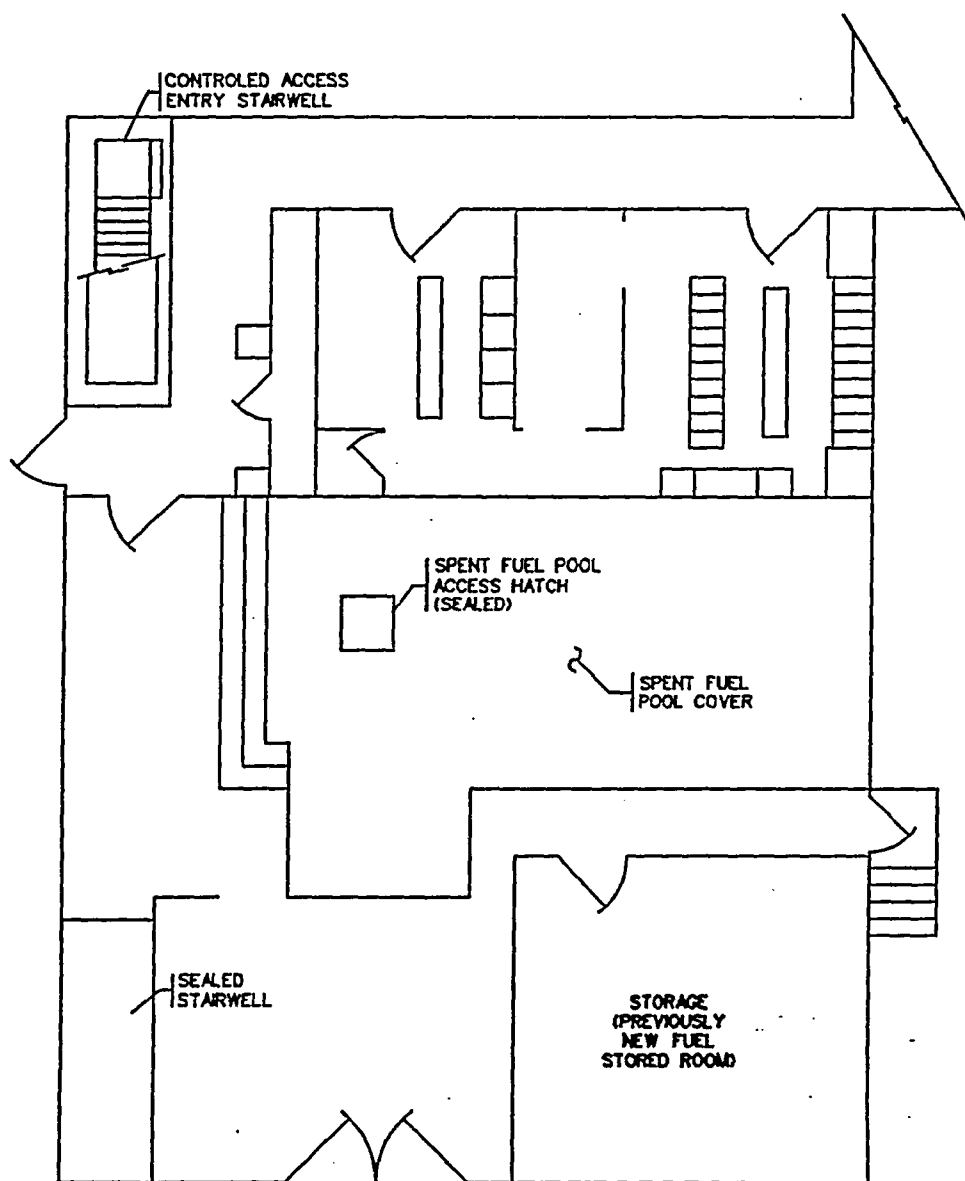 CONTROLED ACCESS
ENTRY STAIRWELL
SPENT FUEL POOL
ACCESS HATCH
(SEALED)
SPENT FUEL
POOL COVER
SEALED
STAIRWELL
STORAGE
(PREVIOUSLY
NEW FUEL
STORED ROOM)